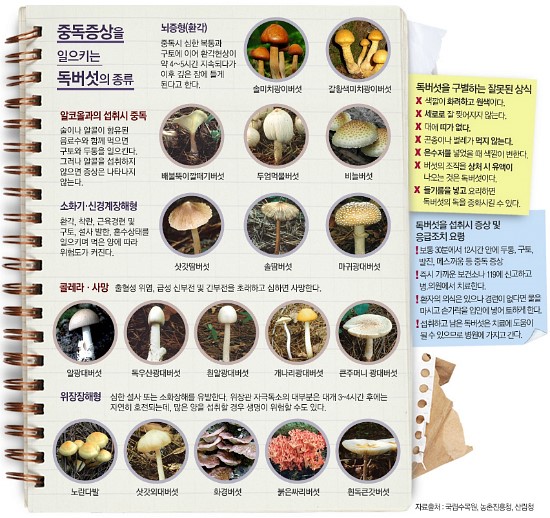 중독증상을
일으키는
독버섯의 종류
뇌증형(환각)
중독시 심한 복통과
구토에 이어 환각현상이
약 4~5시간 지속되다가
이후 깊은 잠에 들게
된다고 한다.
솔미치광이버섯
갈황색미치광이버섯
알코올과의 섭취시 중독
술이나 알콜이 함유된
음료수와 함께 먹으면
구토와 두통을 일으킨다.
그러나 알콜을 섭취하지
않으면 증상은 나타나지
않는다.
배불뚝이깔때기버섯
두엄먹물버섯
비늘버섯
소화기·신경계장해형
환각, 착란, 근육경련 및
구토, 설사 발한, 혼수상태를
일으키며 먹은 양에 따라
위험도가 커진다.
삿갓땀버섯
솔땀버섯
마귀광대버섯
콜레라·사망 출혈성 위염, 급성 신부전 및 간부전을 초래하고 심하면 사망한다.
알광대버섯
독우산광대버섯
흰알광대버섯
개나리광대버섯
큰주머니 광대버섯
위장장해형 심한 설사 또는 소화장해를 유발한다. 위장관 자극독소의 대부분은 대개 3~4시간 후에는
자연히 호전되는데, 많은 양을 섭취할 경우 생명이 위험할 수도 있다.
노란다발
삿갓외대버섯
화경버섯
붉은싸리버섯
흰독큰갓버섯
독버섯을 구별하는 잘못된 상식
X 색깔이 화려하고 원색이다.
X 세로로 잘 찢어지지 않는다.
X 대에 띠가 없다.
X 곤충이나 벌레가 먹지 않는다.
X 은수저를 넣었을 때 색깔이 변한다.
X 버섯의 조직을 상처 시 유액이
나오는 것은 독버섯이다.
X 들기름을 넣고 요리하면
독버섯의 독을 중화시킬 수 있다.
독버섯을 섭취시 증상 및
응급조치 요령
! 보통 30분에서 12시간 안에 두통, 구토,
발진, 메스꺼움 등 중독 증상
! 즉시 가까운 보건소나 119에 신고하고
병.의원에서 치료한다.
! 환자의 의식은 있으나 경련이 없다면 물을
마시고 손가락을 입안에 넣어 토하게 한다.
! 섭취하고 남은 독버섯은 치료에 도움이
될 수 있으므로 병원에 가지고 간다.
자료출처 : 국립수목원, 농촌진흥청, 산림청